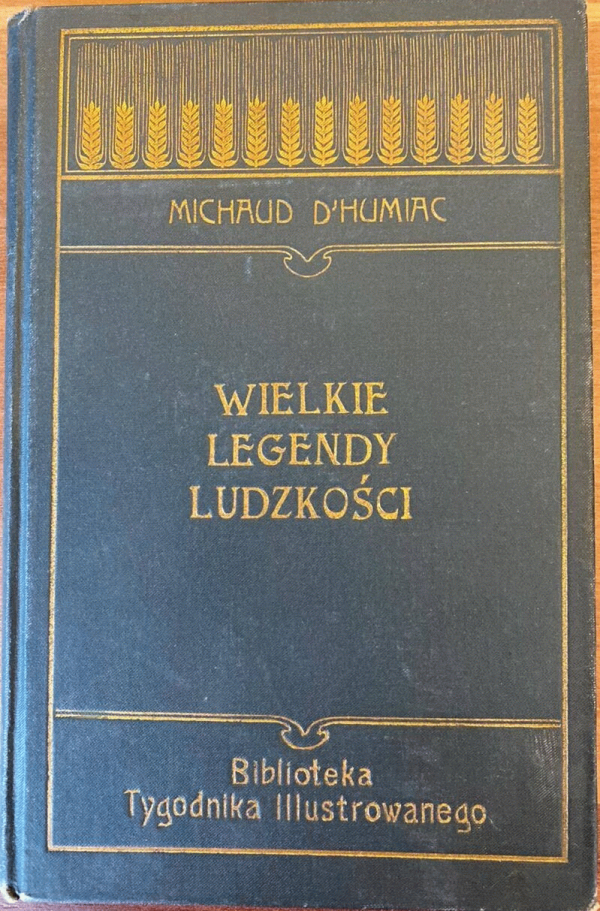 MICHAUD D'HUMIAC
WIELKIE
LEGENDY
LUDZKOŚCI
Biblioteka
Tygodnika Illustrowanego